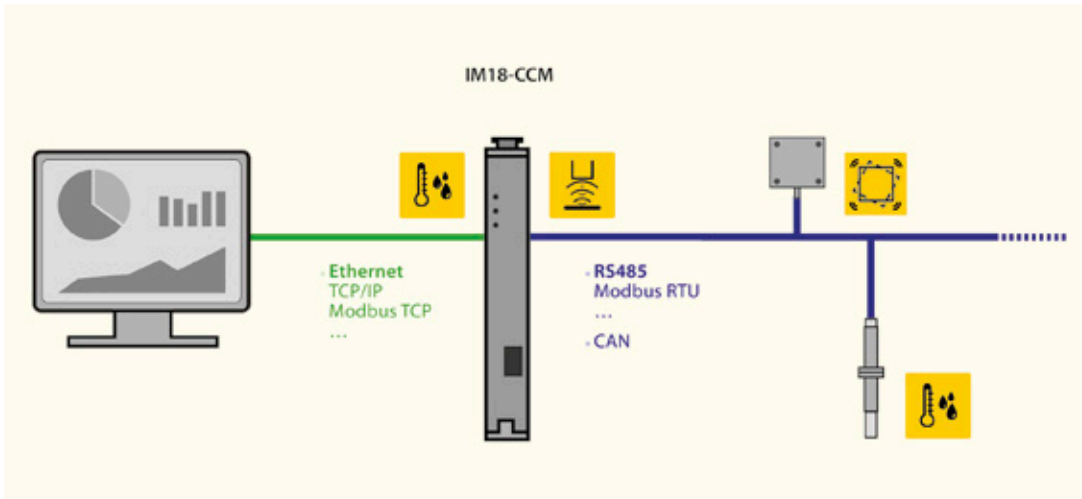 IM18-CCM
· Ethernet
TCP/IP
Modbus TCP
...
· RS485
Modbus RTU
...
· CAN